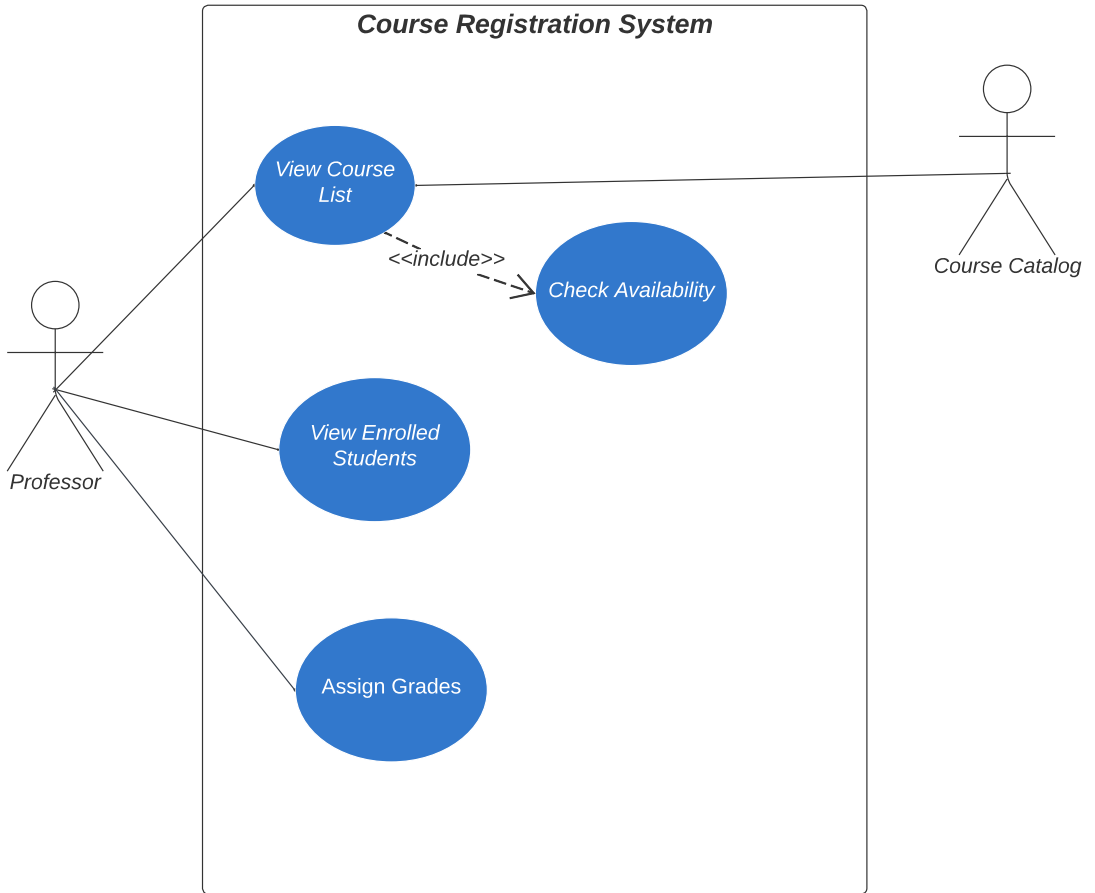 Course Registration System
View Course
List
<<include>>
Check Availability
Course Catalog
View Enrolled
Students
Professor
Assign Grades